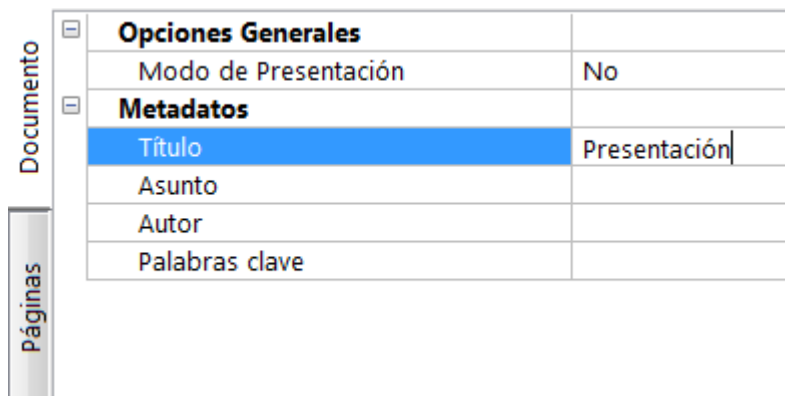 Documento
Páginas
Opciones Generales
Modo de Presentación No
Metadatos
Título Presentación
Asunto
Autor
Palabras clave